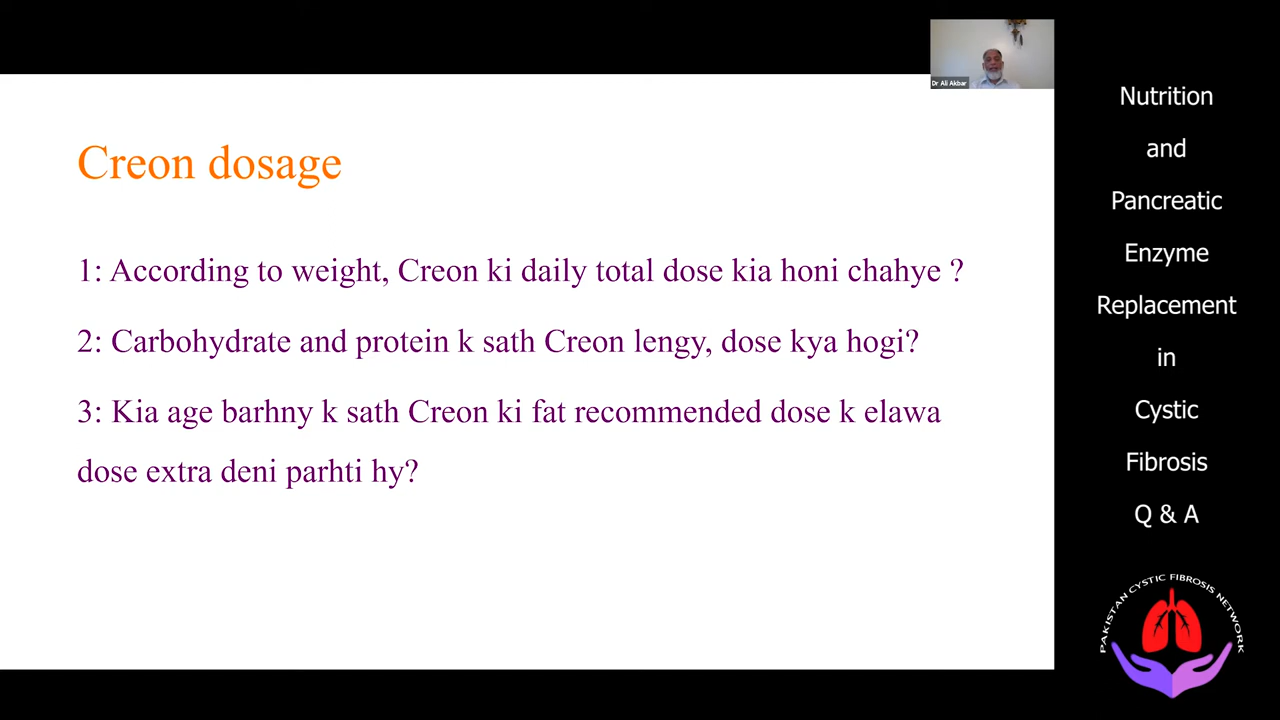 Dr Ali Akbar
Creon dosage
1: According to weight, Creon ki daily total dose kia honi chahye ?
2: Carbohydrate and protein k sath Creon lengy, dose kya hogi?
3: Kia age barhny k sath Creon ki fat recommended dose k elawa
dose extra deni parhti hy?
Nutrition
and
Pancreatic
Enzyme
Replacement
in
Cystic
Fibrosis
Q & A
PAKISTAN CYSTIC FIBROSIS NETWORK